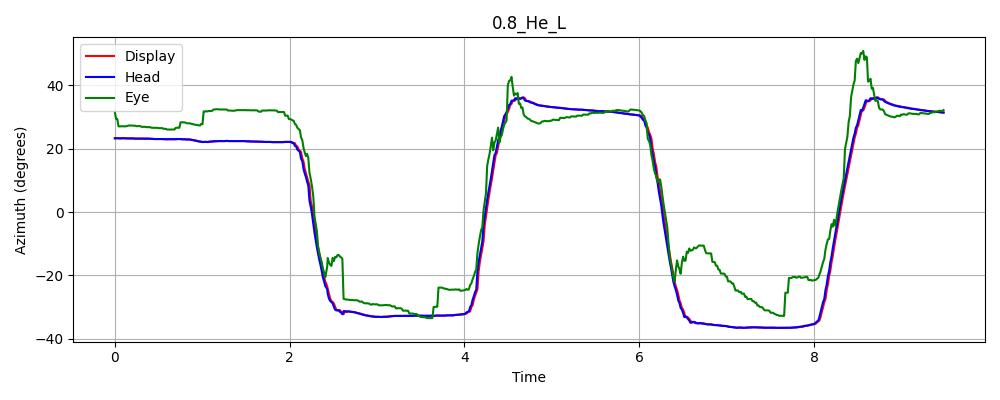 0.8_He_L
Display
Head
Eye
Azimuth (degrees)
40
20
0
−20
−40
0 2 4 6 8
Time